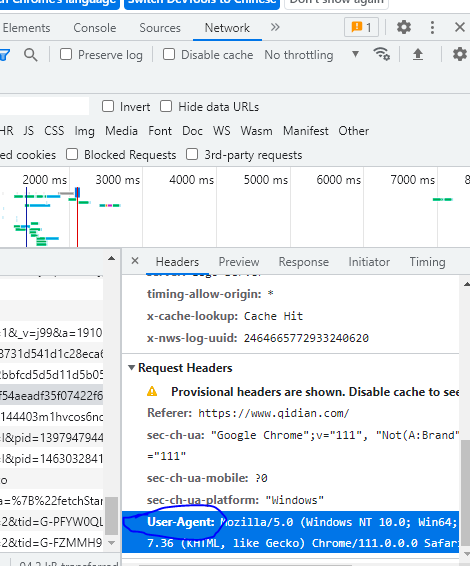 Chrome's language Switch DevTools to Chinese Don't show again
Elements Console Sources Network » 1
Preserve log Disable cache No throttling
Invert Hide data URLs
HR JS CSS Img Media Font Doc WS Wasm Manifest Other
ed cookies Blocked Requests 3rd-party requests
2000 ms 3000 ms 4000 ms 5000 ms 6000 ms 7000 ms 8
× Headers Preview Response Initiator Timing
timing-allow-origin: *
x-cache-lookup: Cache Hit
=1&_v=j99&a=1910
x-nws-log-uuid: 2464665772933240620
8731d541d1c28eca6
2bbfcd5d5d11d5b05
▼ Request Headers
f54aeadf35f07422f6
Provisional headers are shown. Disable cache to see
144403m1hvcos6nc
Referer: https://www.qidian.com/
=l&pid=1397947944
sec-ch-ua: "Google Chrome";v="111", "Not(A:Brand"
="111"
=l&pid=1463032841
sec-ch-ua-mobile: ?0
co
sec-ch-ua-platform: "Windows"
a=%7B%22fetchStar
User-Agent: Mozilla/5.0 (Windows NT 10.0; Win64;
=2&tid=G-PFYW0QL
7.36 (KHTML, like Gecko) Chrome/111.0.0.0 Safari
=2&tid=G-FZMMH9